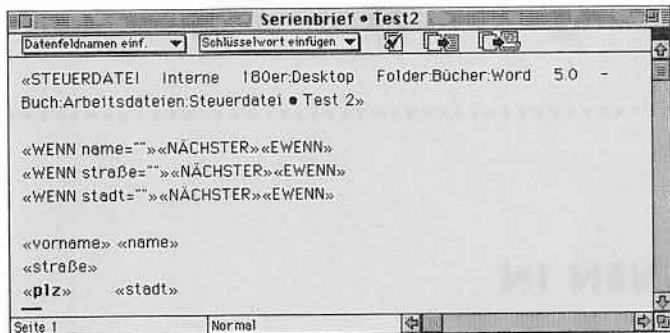 Serienbrief • Test2
Datenfeldnamen einf. Schlüsselwort einfügen
«STEUERDATEI Interne 180er:Desktop Folder:Bücher:Word 5.0 -
Buch:Arbeitsdateien:Steuerdatei • Test 2»
«WENN name=""»«NÄCHSTER»«EWENN»
«WENN straße=""»«NÄCHSTER»«EWENN»
«WENN stadt=""»«NÄCHSTER»«EWENN»
«vorname» «name»
«straße»
«plz» «stadt»
Seite 1 Normal